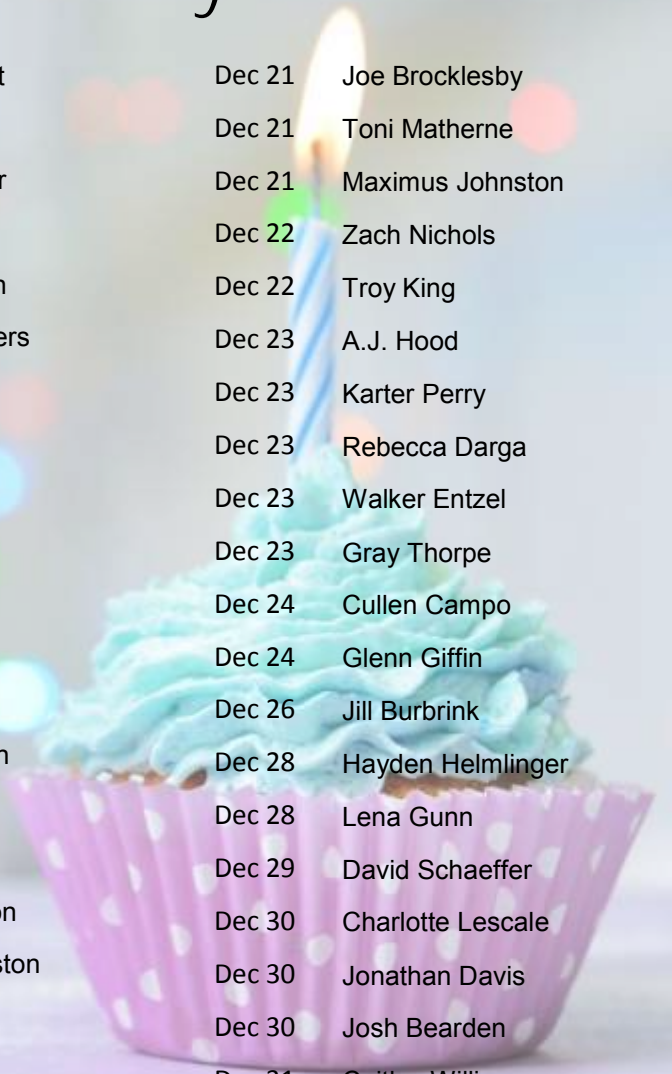 Dec 21 Joe Brocklesby
Dec 21 Toni Matherne
Dec 21 Maximus Johnston
Dec 22 Zach Nichols
Dec 22 Troy King
Dec 23 A.J. Hood
Dec 23 Karter Perry
Dec 23 Rebecca Darga
Dec 23 Walker Entzel
Dec 23 Gray Thorpe
Dec 24 Cullen Campo
Dec 24 Glenn Giffin
Dec 26 Jill Burbrink
Dec 28 Hayden Helmlinger
Dec 28 Lena Gunn
Dec 29 David Schaeffer
Dec 30 Charlotte Lescale
Dec 30 Jonathan Davis
Dec 30 Josh Bearden